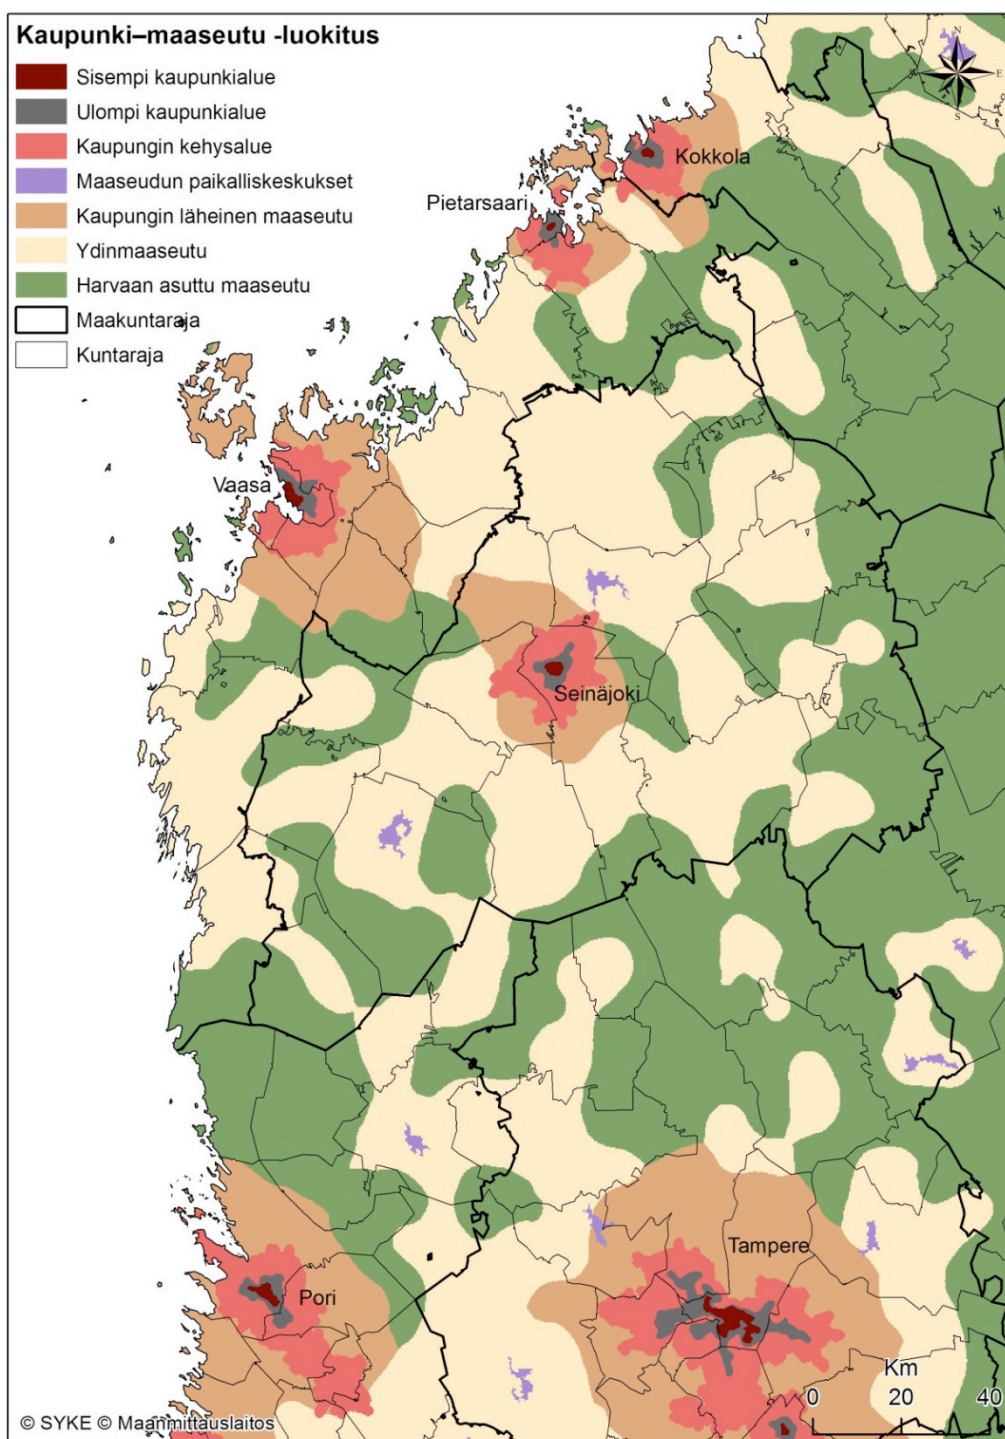 Kaupunki–maaseutu -luokitus
Sisempi kaupunkialue
Ulompi kaupunkialue
Kaupungin kehysalue
Maaseudun paikalliskeskukset
Kaupungin läheinen maaseutu
Ydinmaaseutu
Harvaan asuttu maaseutu
Maakuntaraja
Kuntaraja
N
E
S
Kokkola
Pietarsaari
Vaasa
Seinäjoki
Tampere
Pori
Km
0 20 40
© SYKE © Maanmittauslaitos